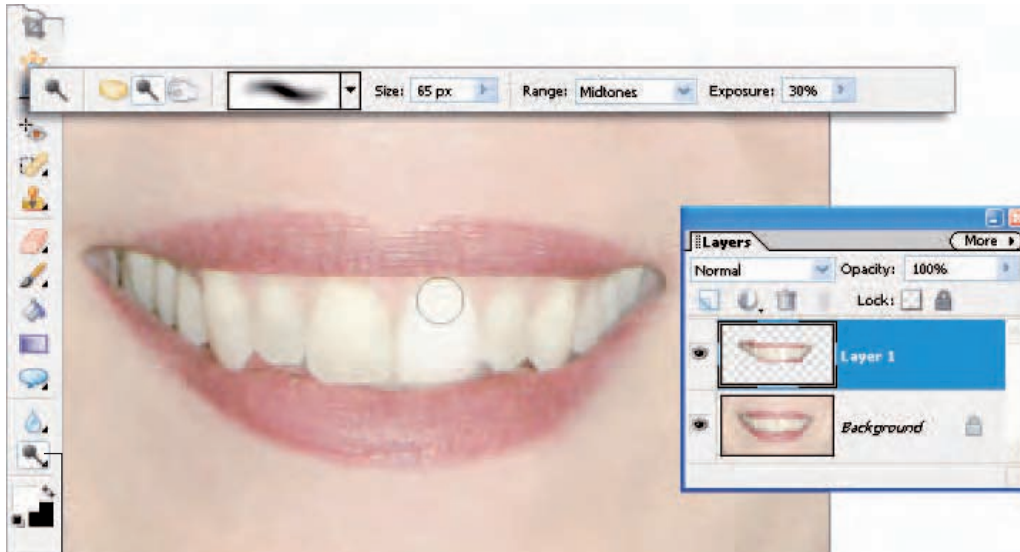 Size: 65 px Range: Midtones Exposure: 30%
Layers More
Normal Opacity: 100%
Lock:
Layer 1
Background